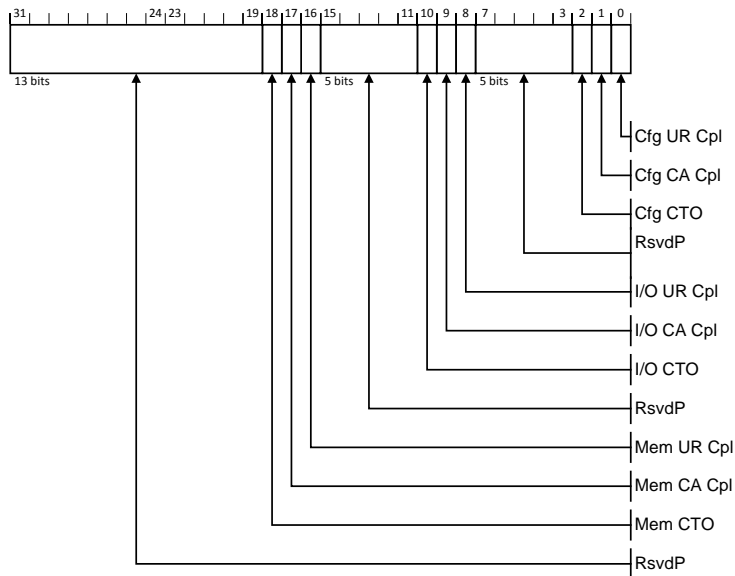 31 24 23 19 18 17 16 15 11 10 9 8 7 3 2 1 0
13 bits 5 bits 5 bits
Cfg UR Cpl
Cfg CA Cpl
Cfg CTO
RsvdP
I/O UR Cpl
I/O CA Cpl
I/O CTO
RsvdP
Mem UR Cpl
Mem CA Cpl
Mem CTO
RsvdP